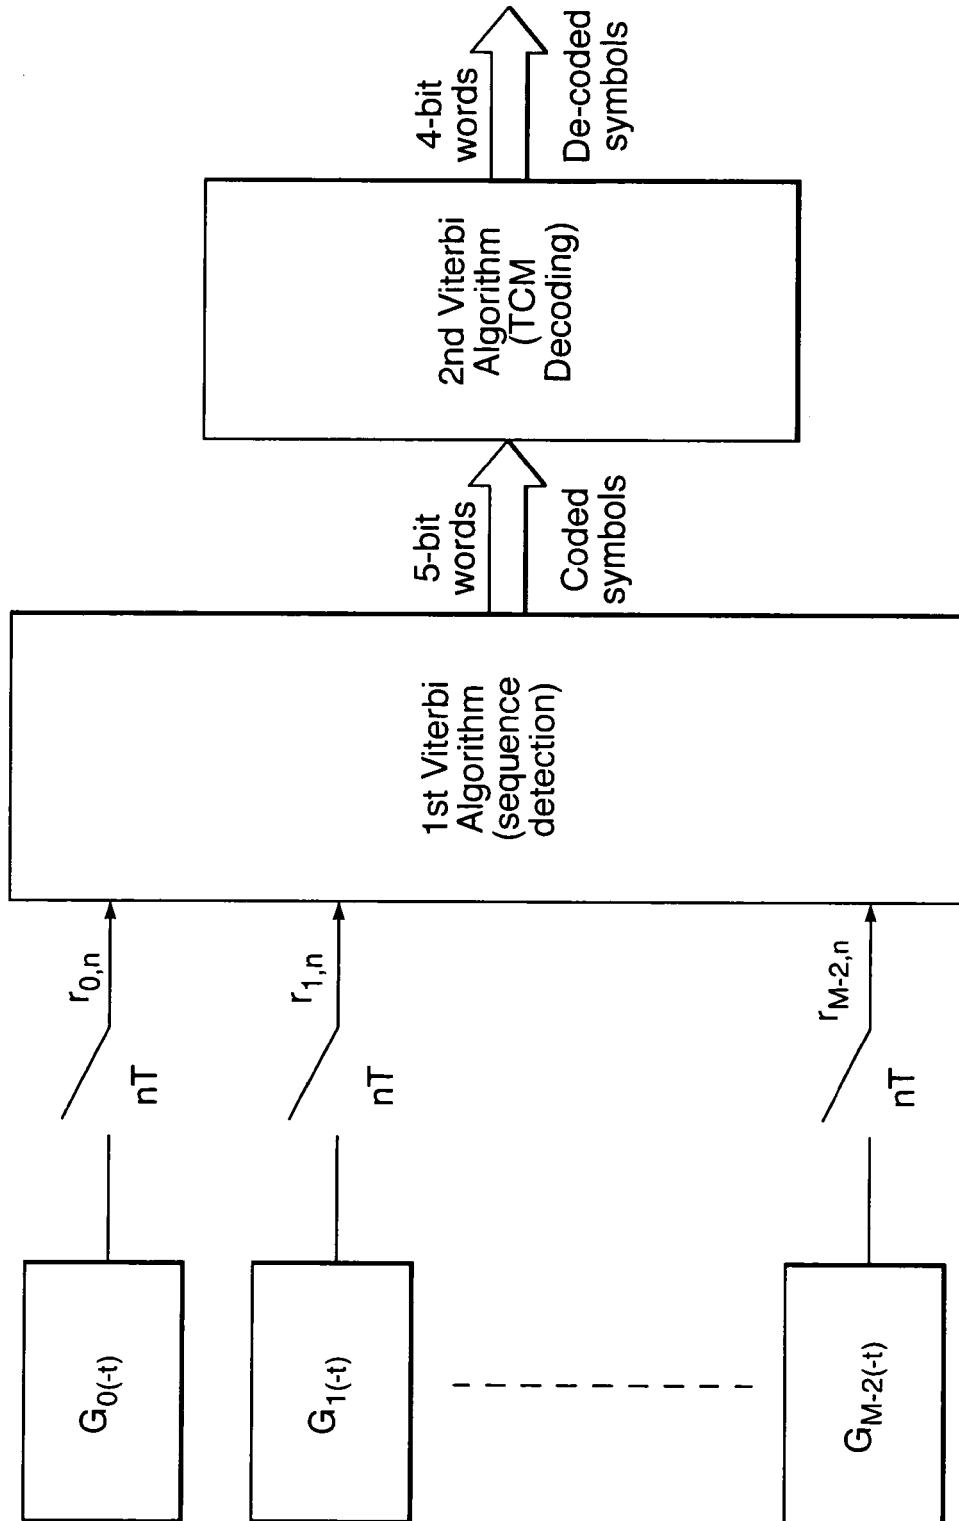 G0(-t)
nT
r0,n
G1(-t)
nT
r1,n
GM-2(-t)
nT
rM-2,n
1st Viterbi
Algorithm
(sequence
detection)
5-bit
words
Coded
symbols
2nd Viterbi
Algorithm
(TCM
Decoding)
4-bit
words
De-coded
symbols